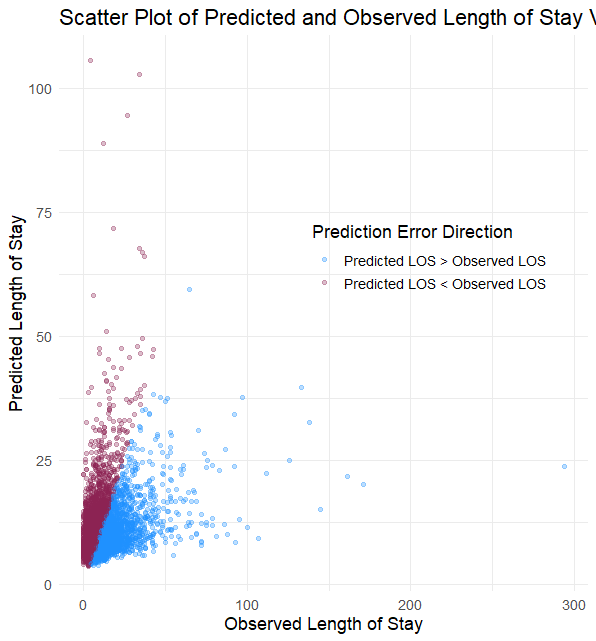 Scatter Plot of Predicted and Observed Length of Stay V
100
75
50
25
0
Predicted Length of Stay
Prediction Error Direction
Predicted LOS > Observed LOS
Predicted LOS < Observed LOS
0 100 200 300
Observed Length of Stay